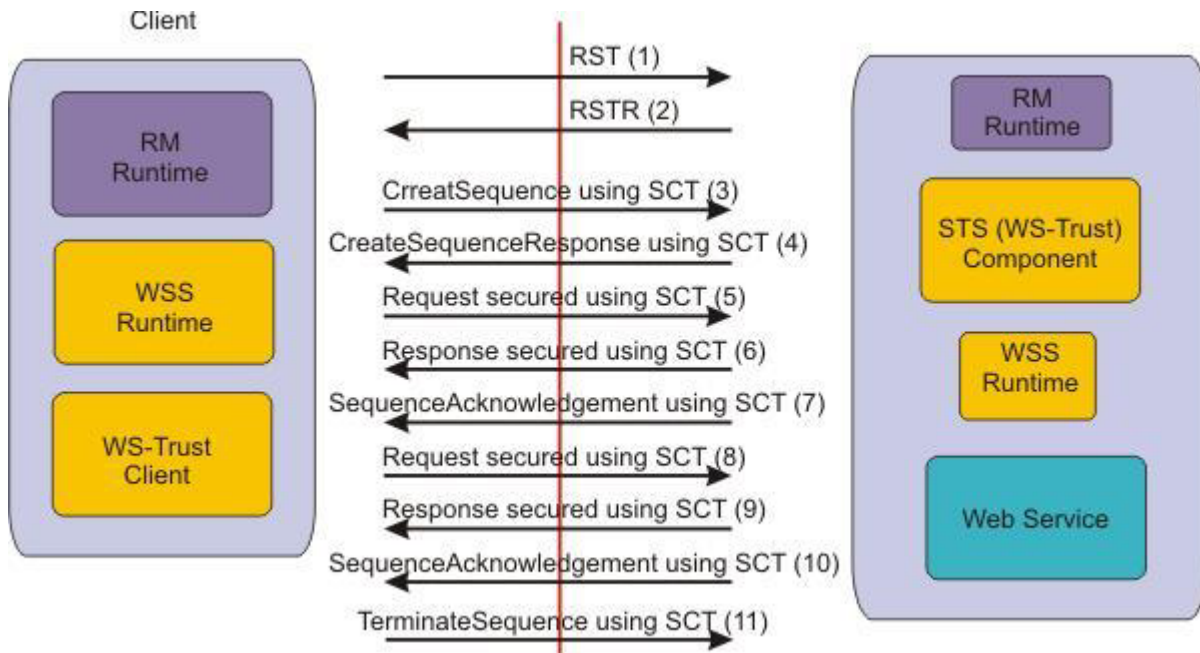 Client
RM
Runtime
WSS
Runtime
WS-Trust
Client
RST (1)
RSTR (2)
CrreatSequence using SCT (3)
CreateSequenceResponse using SCT (4)
Request secured using SCT (5)
Response secured using SCT (6)
SequenceAcknowledgement using SCT (7)
Request secured using SCT (8)
Response secured using SCT (9)
SequenceAcknowledgement using SCT (10)
TerminateSequence using SCT (11)
RM
Runtime
STS (WS-Trust)
Component
WSS
Runtime
Web Service